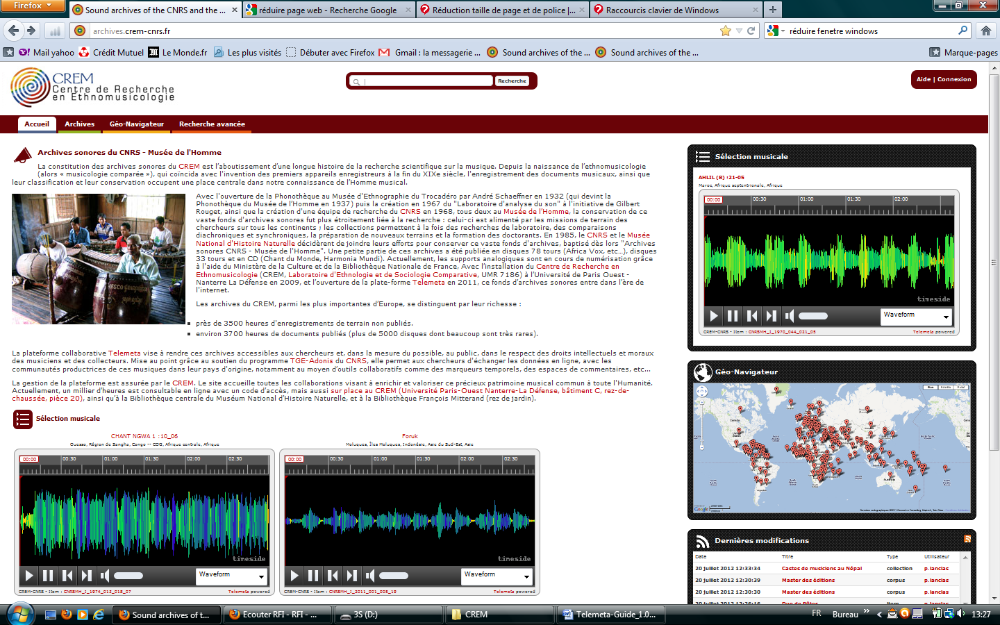 Firefox
Sound archives of the CNRS and the ...
réduire page web - Recherche Google
Réduction taille de page et de police |...
Raccourcis clavier de Windows
archives.crem-cnrs.fr
réduire fenetre windows
Mail yahoo
Crédit Mutuel
Le Monde.fr
Les plus visités
Débuter avec Firefox
Gmail : la messagerie ...
Sound archives of the ...
Sound archives of the ...
Marque-pages
CREM
Centre de Recherche
en Ethnomusicologie
Recherche
Aide | Connexion
Accueil
Archives
Géo-Navigateur
Recherche avancée
Archives sonores du CNRS - Musée de l'Homme
La constitution des archives sonores du CREM est l’aboutissement d’une longue histoire de la recherche scientifique sur la musique. Depuis la naissance de l’ethnomusicologie
(alors « musicologie comparée »), qui coïncida avec l'invention des premiers appareils enregistreurs à la fin du XIXe siècle, l'enregistrement des documents musicaux, ainsi que
leur classification et leur conservation occupent une place centrale dans notre connaissance de l’Homme musical.
Avec l'ouverture de la Phonothèque au Musée d'Ethnographie du Trocadéro par André Schaeffner en 1932 (qui devint la
Phonothèque du Musée de l’Homme en 1937) puis la création en 1967 du "Laboratoire d'analyse du son" à l'initiative de Gilbert
Rouget, ainsi que la création d'une équipe de recherche du CNRS en 1968, tous deux au Musée de l'Homme, la conservation de ce
vaste fonds d'archives sonores fut plus étroitement liée à la recherche : celui-ci est alimenté par les missions de terrain des
chercheurs sur tous les continents ; les collections permettent à la fois des recherches de laboratoire, des comparaisons
diachroniques et synchroniques, la préparation de nouveaux terrains et la formation des doctorants. En 1985, le CNRS et le Musée
National d'Histoire Naturelle décidèrent de joindre leurs efforts pour conserver ce vaste fonds d'archives, baptisé dès lors "Archives
sonores CNRS - Musée de l'Homme". Une petite partie de ces archives a été publiée en disques 78 tours (Africa Vox, etc...), disques
33 tours et en CD (Chant du Monde, Harmonia Mundi). Actuellement, les supports analogiques sont en cours de numérisation grâce
à l'aide du Ministère de la Culture et de la Bibliothèque Nationale de France, Avec l’installation du Centre de Recherche en
Ethnomusicologie (CREM, Laboratoire d'Ethnologie et de Sociologie Comparative, UMR 7186) à l’Université de Paris Ouest -
Nanterre La Défense en 2009, et l’ouverture de la plate-forme Telemeta en 2011, ce fonds d’archives sonores entre dans l’ère de
l'internet.
Les archives du CREM, parmi les plus importantes d’Europe, se distinguent par leur richesse :
près de 3500 heures d'enregistrements de terrain non publiés.
environ 3700 heures de documents publiés (plus de 5000 disques dont beaucoup sont très rares).
La plateforme collaborative Telemeta vise à rendre ces archives accessibles aux chercheurs et, dans la mesure du possible, au public, dans le respect des droits intellectuels et moraux
des musiciens et des collecteurs. Mise au point grâce au soutien du programme TGE-Adonis du CNRS, elle permet aux chercheurs d’échanger les données en ligne, avec les
communautés productrices de ces musiques dans leur pays d'origine, notamment au moyen d’outils collaboratifs comme des marqueurs temporels, des espaces de commentaires, etc...
La gestion de la plateforme est assurée par le CREM. Le site accueille toutes les collaborations visant à enrichir et valoriser ce précieux patrimoine musical commun à toute l'Humanité.
Actuellement, un millier d’heures est consultable en ligne avec un code d’accès, mais aussi sur place au CREM (Université Paris-Ouest Nanterre-La Défense, bâtiment C, rez-de-
chaussée, pièce 20), ainsi qu’à la Bibliothèque centrale du Muséum National d’Histoire Naturelle, et à la Bibliothèque François Mitterand (rez de jardin).
Sélection musicale
CHANT NGWA 1 :10_06
Ouesso, Région de Sangha, Congo -- COG, Afrique centrale, Afrique
00:00 00:30 01:00 01:30 02:00 02:30
timeside
Waveform
CREM-CNRS - Item : CNRSMH_I_1974_013_018_07
Telemeta powered
Foruk
Moluques, Îles Moluques, Indonésie, Asie du Sud-Est, Asie
00:00 00:30 01:00 01:30 02:00 02:30
timeside
Waveform
CREM-CNRS - Item : CNRSMH_I_2011_001_005_19
Telemeta powered
Sélection musicale
AHLIL (B) :21-05
Maroc, Afrique septentrionale, Afrique
00:00 00:30 01:00 01:30 02:00
timeside
Waveform
CREM-CNRS - Item : CNRSMH_I_1970_044_021_05
Telemeta powered
Géo-Navigateur
Google
Dernières modifications
Date Titre Type Utilisateur
20 juillet 2012 12:33:34 Castes de musiciens au Népal collection p.lancias
20 juillet 2012 12:30:39 Master des éditions corpus p.lancias
20 juillet 2012 12:30:30 Master des éditions corpus p.lancias
Sound archives of t...
Ecouter RFI - RFI - ...
3S (D:)
CREM
Telemeta-Guide_1.0...
FR
Bureau
13:27